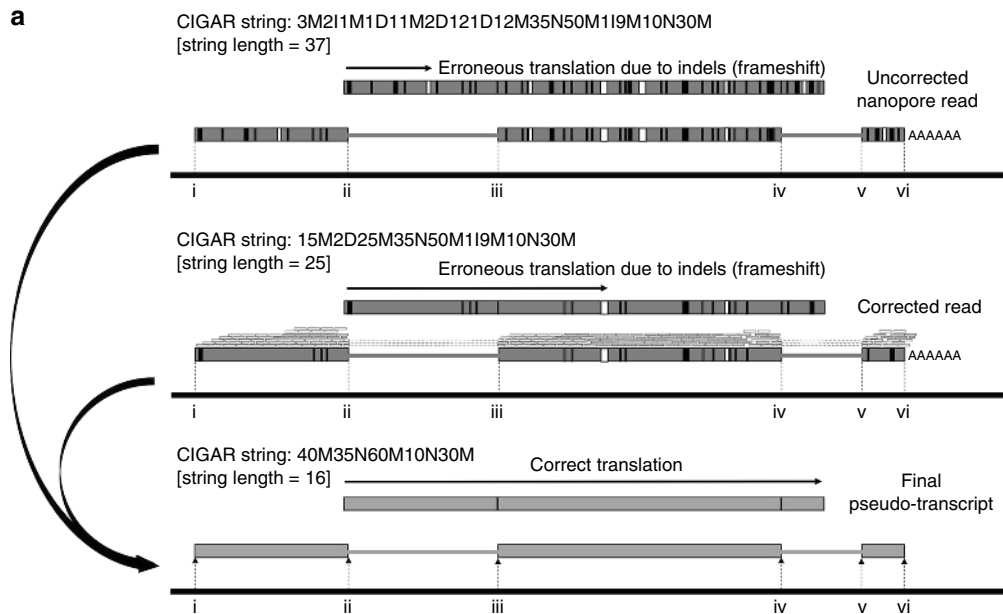 a
CIGAR string: 3M2I1M1D11M2D121D12M35N50M1I9M10N30M
[string length = 37]
Erroneous translation due to indels (frameshift)
Uncorrected
nanopore read
AAAAAA
i ii iii iv v vi
CIGAR string: 15M2D25M35N50M1I9M10N30M
[string length = 25]
Erroneous translation due to indels (frameshift)
Corrected read
AAAAAA
i ii iii iv v vi
CIGAR string: 40M35N60M10N30M
[string length = 16]
Correct translation
Final
pseudo-transcript
i ii iii iv v vi